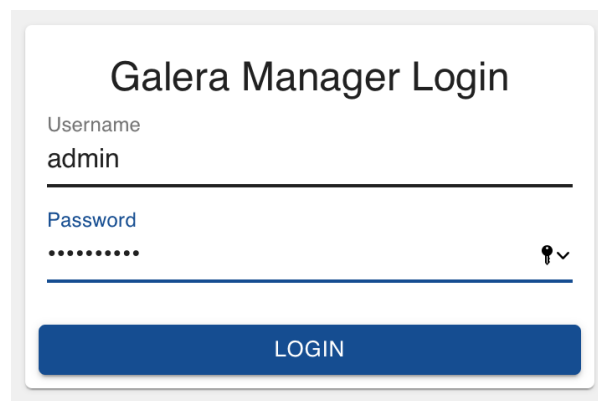 Galera Manager Login
Username
admin
Password
••••••••••
LOGIN